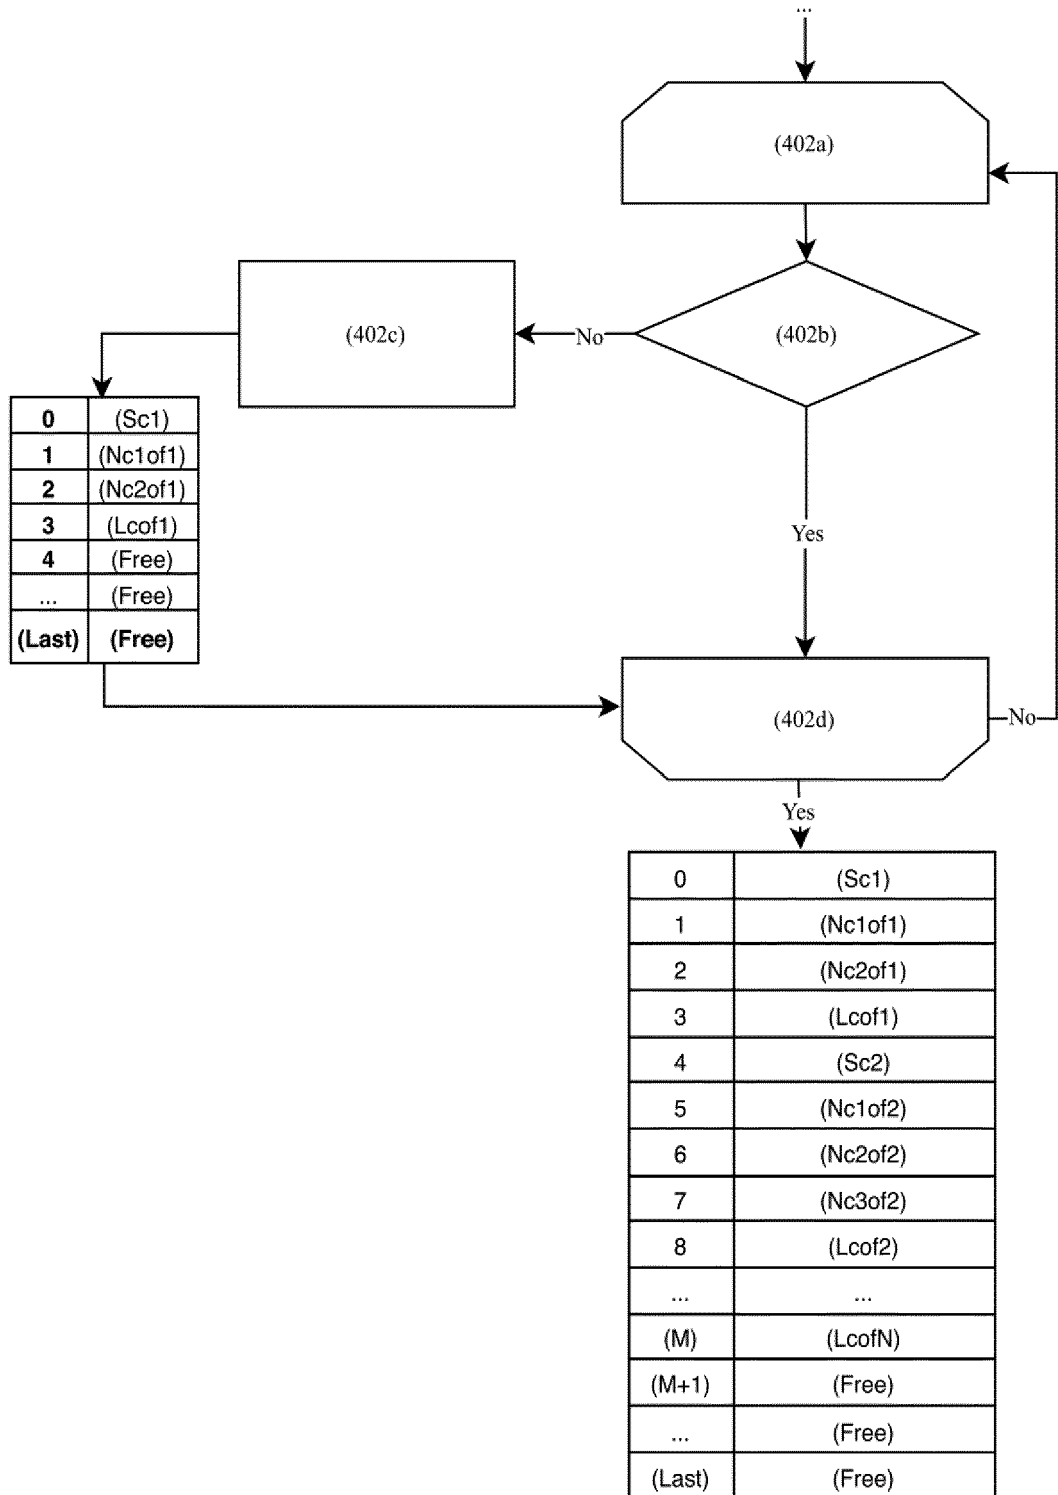 ...
(402a)
(402b)
No
(402c)
0 (Sc1)
1 (Nc1of1)
2 (Nc2of1)
3 (Lcof1)
4 (Free)
... (Free)
(Last) (Free)
Yes
(402d)
No
Yes
0 (Sc1)
1 (Nc1of1)
2 (Nc2of1)
3 (Lcof1)
4 (Sc2)
5 (Nc1of2)
6 (Nc2of2)
7 (Nc3of2)
8 (Lcof2)
... ...
(M) (LcofN)
(M+1) (Free)
... (Free)
(Last) (Free)